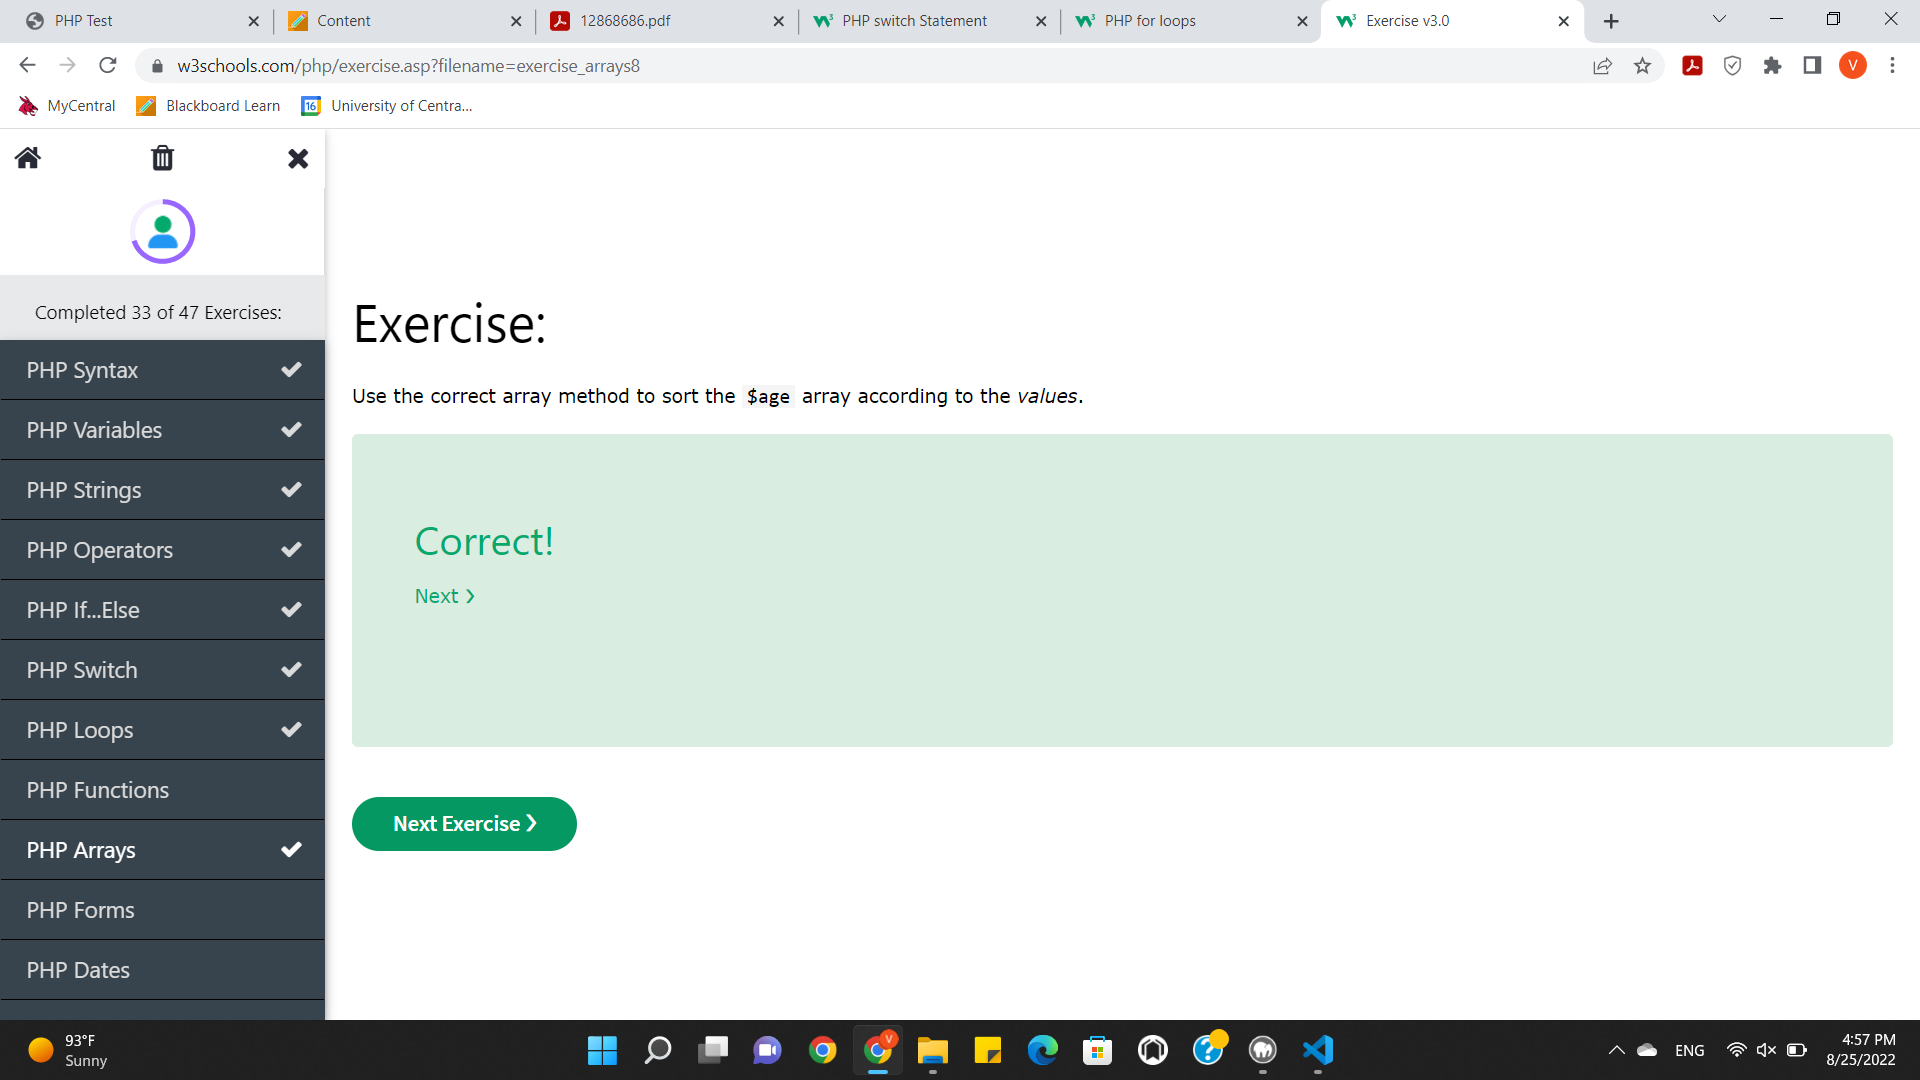 PHP Test
Content
12868686.pdf
PHP switch Statement
PHP for loops
Exercise v3.0
w3schools.com/php/exercise.asp?filename=exercise_arrays8
V
MyCentral
Blackboard Learn
16
University of Centra...
Completed 33 of 47 Exercises:
PHP Syntax
PHP Variables
PHP Strings
PHP Operators
PHP If...Else
PHP Switch
PHP Loops
PHP Functions
PHP Arrays
PHP Forms
PHP Dates
Exercise:
Use the correct array method to sort the $age array according to the values.
Correct!
Next ❯
Next Exercise ❯
93°F
Sunny
V
ENG
4:57 PM
8/25/2022